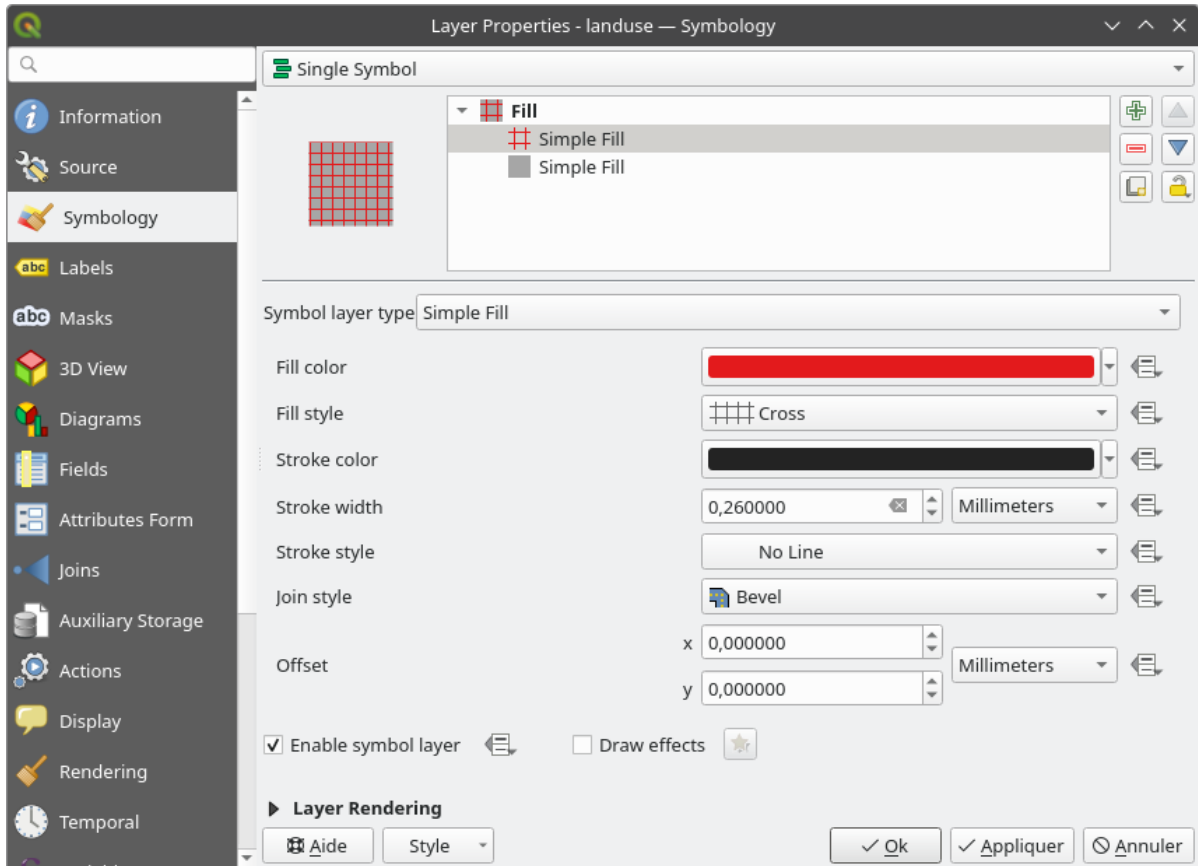 Layer Properties - landuse — Symbology
Information
Source
Symbology
abc Labels
abc Masks
3D View
Diagrams
Fields
Attributes Form
Joins
Auxiliary Storage
Actions
Display
Rendering
Temporal
Single Symbol
Fill
Simple Fill
Simple Fill
Symbol layer type Simple Fill
Fill color
Fill style Cross
Stroke color
Stroke width 0,260000 Millimeters
Stroke style No Line
Join style Bevel
x 0,000000
Offset Millimeters
y 0,000000
Enable symbol layer Draw effects
Layer Rendering
Aide Style Ok Appliquer Annuler